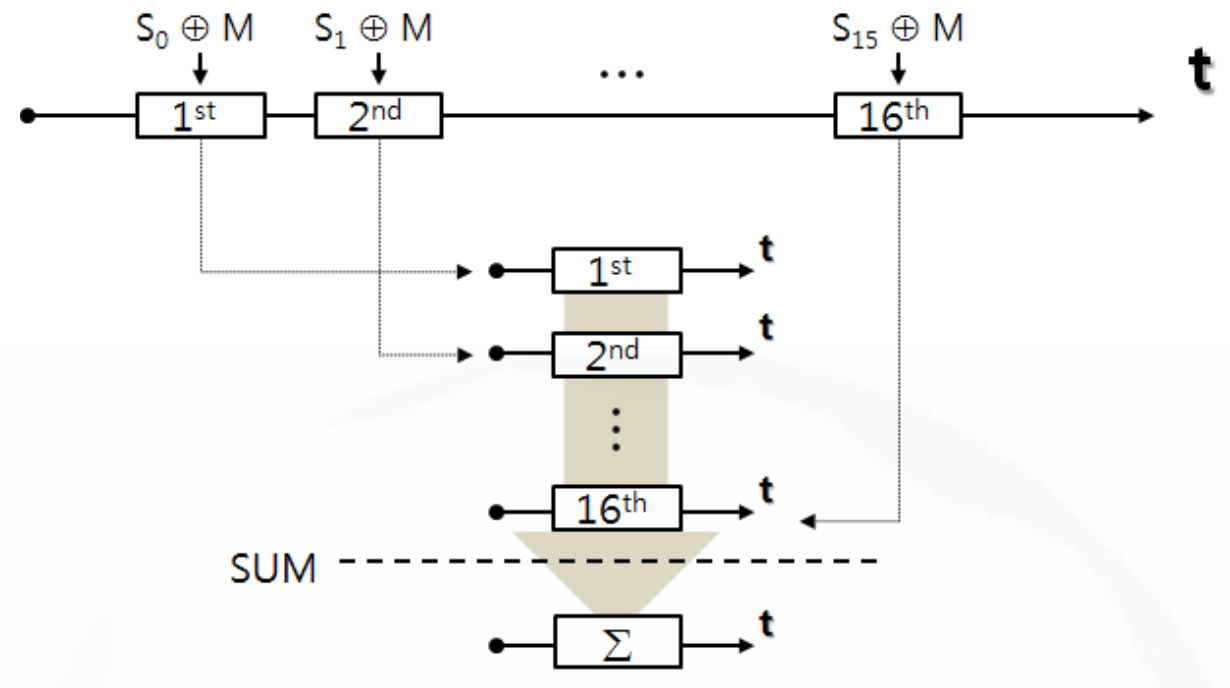 S₀ ⊕ M S₁ ⊕ M S₁₅ ⊕ M
... t
1st 2nd 16th
t
1st
t
2nd
⋮
t
16th
SUM
t
Σ